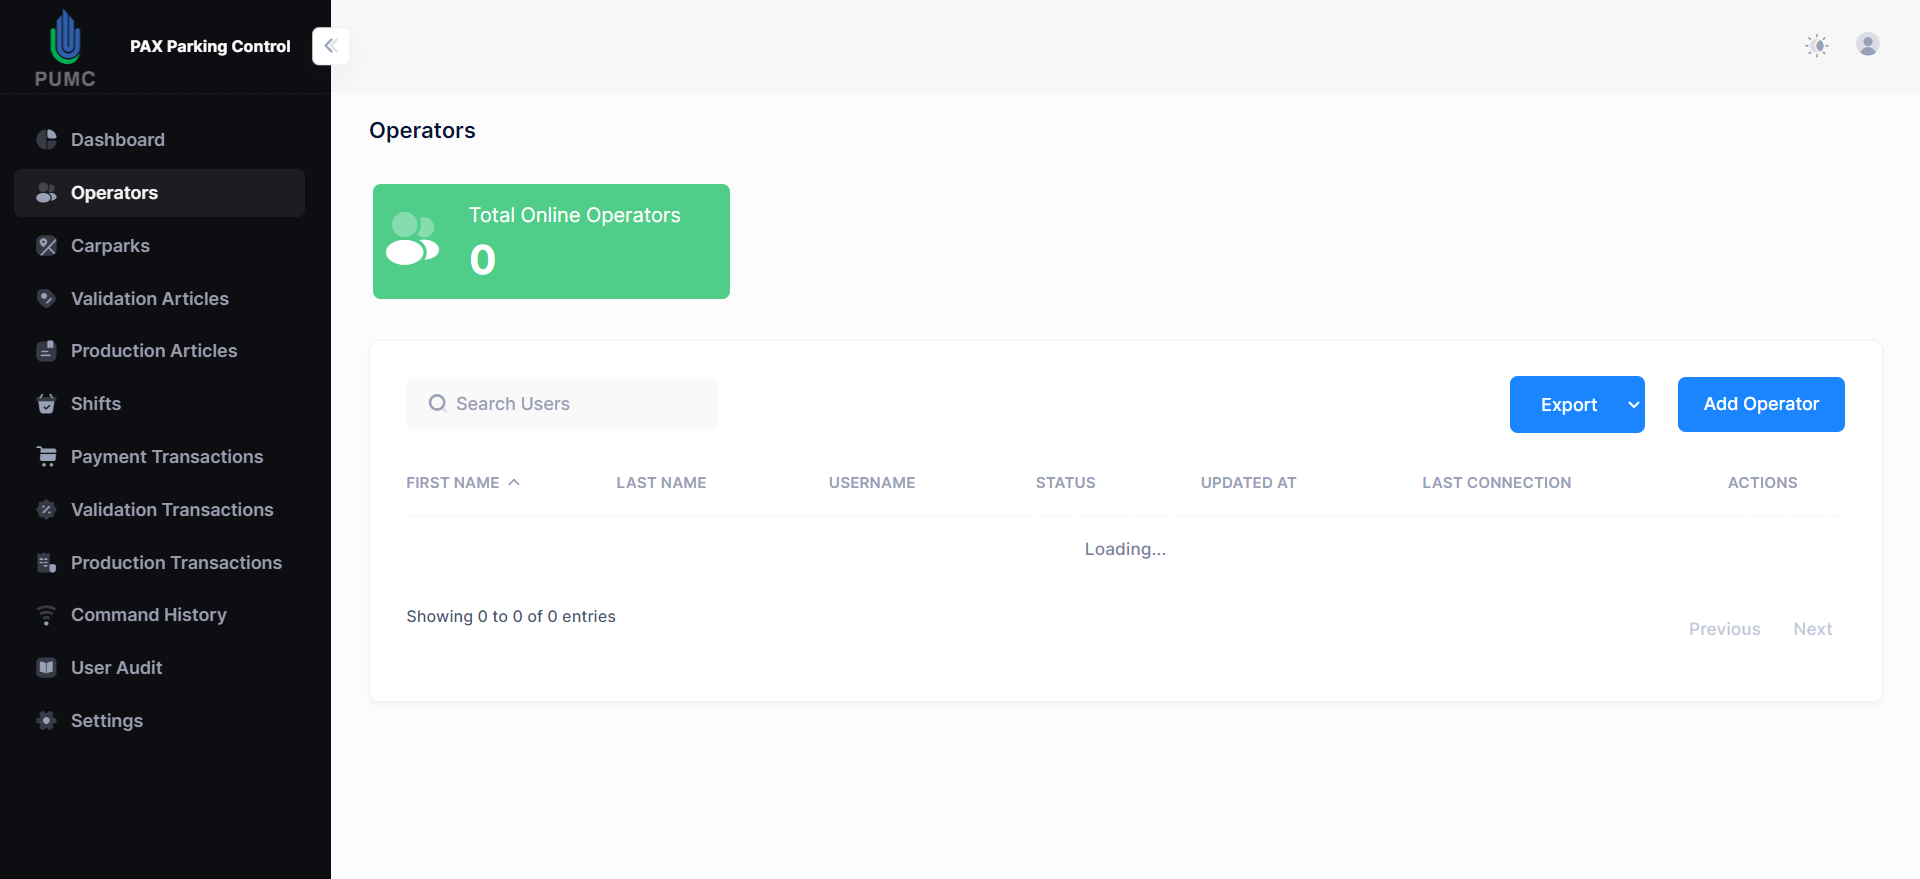 PUMC
PAX Parking Control
Dashboard
Operators
Carparks
Validation Articles
Production Articles
Shifts
Payment Transactions
Validation Transactions
Production Transactions
Command History
User Audit
Settings
Operators
Total Online Operators
0
Search Users
Export
Add Operator
FIRST NAME LAST NAME USERNAME STATUS UPDATED AT LAST CONNECTION ACTIONS
Loading...
Showing 0 to 0 of 0 entries
Previous Next